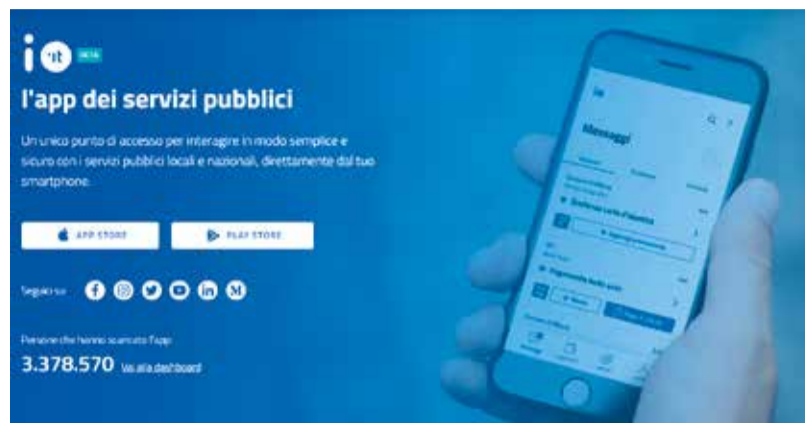 io
BETA
l'app dei servizi pubblici
Un unico punto di accesso per interagire in modo semplice e
sicuro con i servizi pubblici locali e nazionali, direttamente dal tuo
smartphone.
APP STORE
PLAY STORE
Seguici su
Persone che hanno scaricato l'app:
3.378.570 Vai alla dashboard
Messaggi